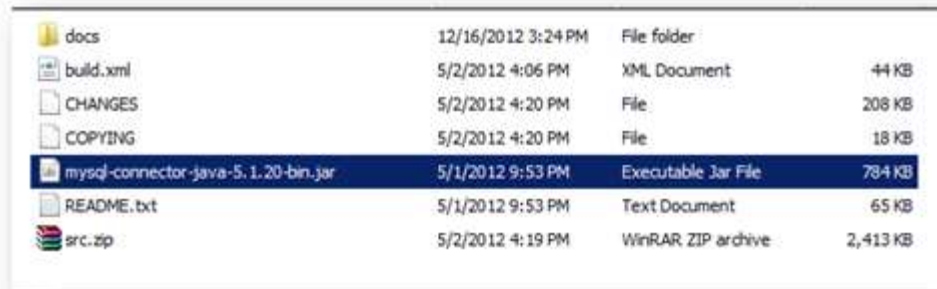 docs 12/16/2012 3:24 PM File folder
build.xml 5/2/2012 4:06 PM XML Document 44 KB
CHANGES 5/2/2012 4:20 PM File 208 KB
COPYING 5/2/2012 4:20 PM File 18 KB
mysql-connector-java-5.1.20-bin.jar 5/1/2012 9:53 PM Executable Jar File 784 KB
README.txt 5/1/2012 9:53 PM Text Document 65 KB
src.zip 5/2/2012 4:19 PM WinRAR ZIP archive 2,413 KB